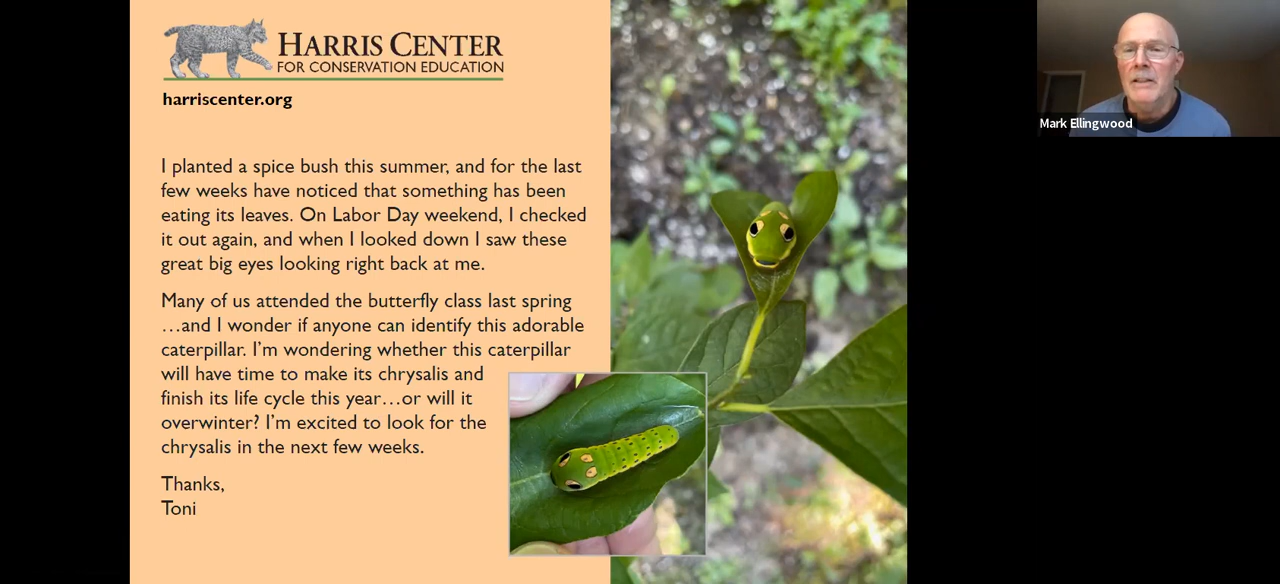 HARRIS CENTER
FOR CONSERVATION EDUCATION
harriscenter.org
I planted a spice bush this summer, and for the last
few weeks have noticed that something has been
eating its leaves. On Labor Day weekend, I checked
it out again, and when I looked down I saw these
great big eyes looking right back at me.
Many of us attended the butterfly class last spring
…and I wonder if anyone can identify this adorable
caterpillar. I'm wondering whether this caterpillar
will have time to make its chrysalis and
finish its life cycle this year…or will it
overwinter? I'm excited to look for the
chrysalis in the next few weeks.
Thanks,
Toni
Mark Ellingwood